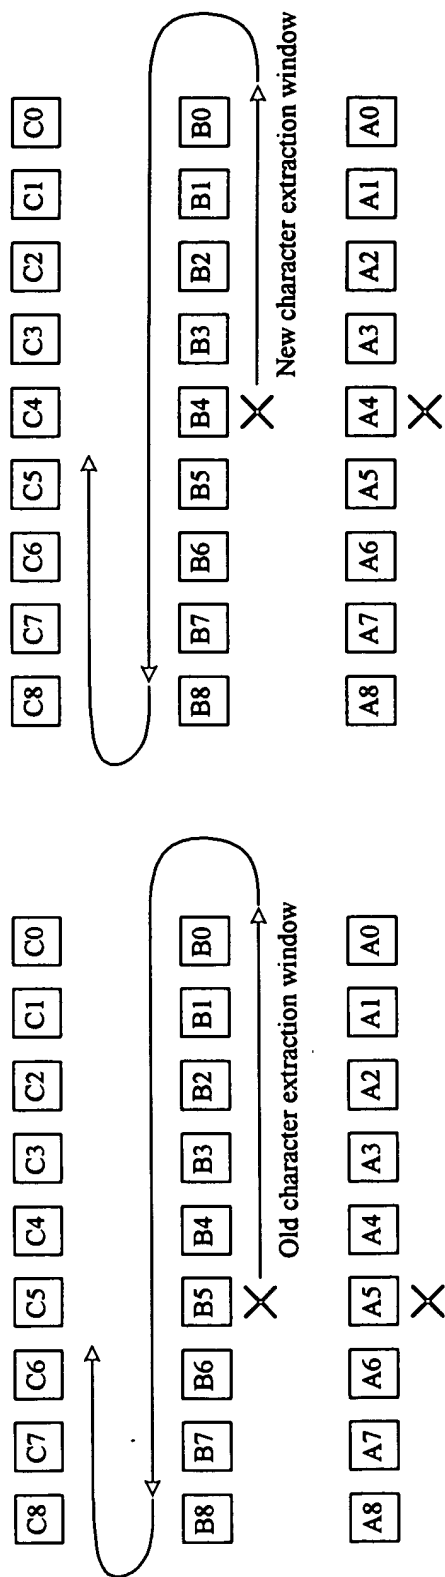 C8 C7 C6 C5 C4 C3 C2 C1 C0
B8 B7 B6 B5 B4 B3 B2 B1 B0
Old character extraction window
A8 A7 A6 A5 A4 A3 A2 A1 A0
C8 C7 C6 C5 C4 C3 C2 C1 C0
B8 B7 B6 B5 B4 B3 B2 B1 B0
New character extraction window
A8 A7 A6 A5 A4 A3 A2 A1 A0